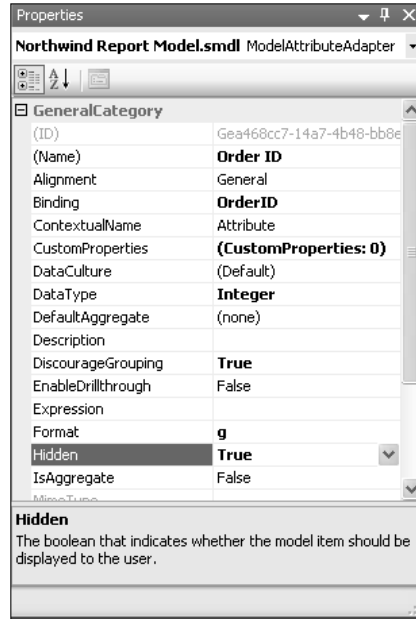 Properties
Northwind Report Model.smdl ModelAttributeAdapter
GeneralCategory
(ID) Gea468cc7-14a7-4b48-bb8e
(Name) Order ID
Alignment General
Binding OrderID
ContextualName Attribute
CustomProperties (CustomProperties: 0)
DataCulture (Default)
DataType Integer
DefaultAggregate (none)
Description
DiscourageGrouping True
EnableDrillthrough False
Expression
Format g
Hidden True
IsAggregate False
MimeType
Hidden
The boolean that indicates whether the model item should be
displayed to the user.